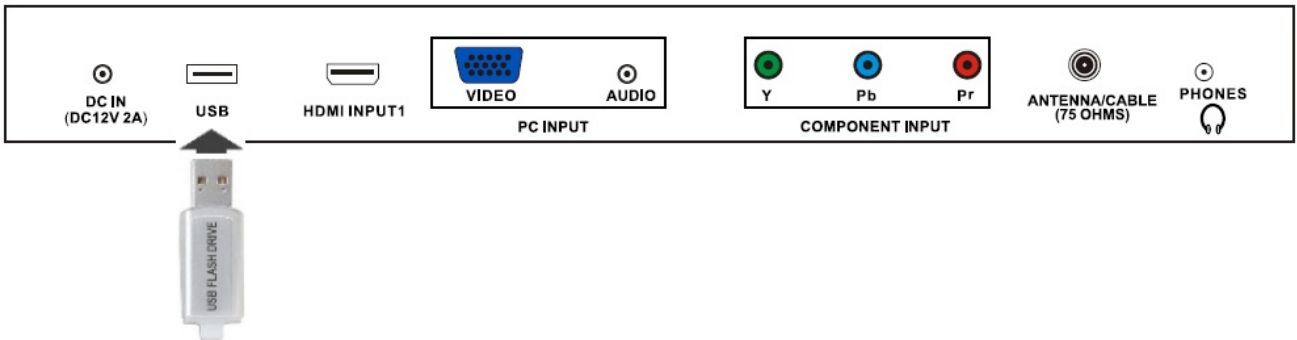 DC IN
(DC12V 2A)
USB
HDMI INPUT1
VIDEO
AUDIO
PC INPUT
Y
Pb
Pr
COMPONENT INPUT
ANTENNA/CABLE
(75 OHMS)
PHONES
USB FLASH DRIVE